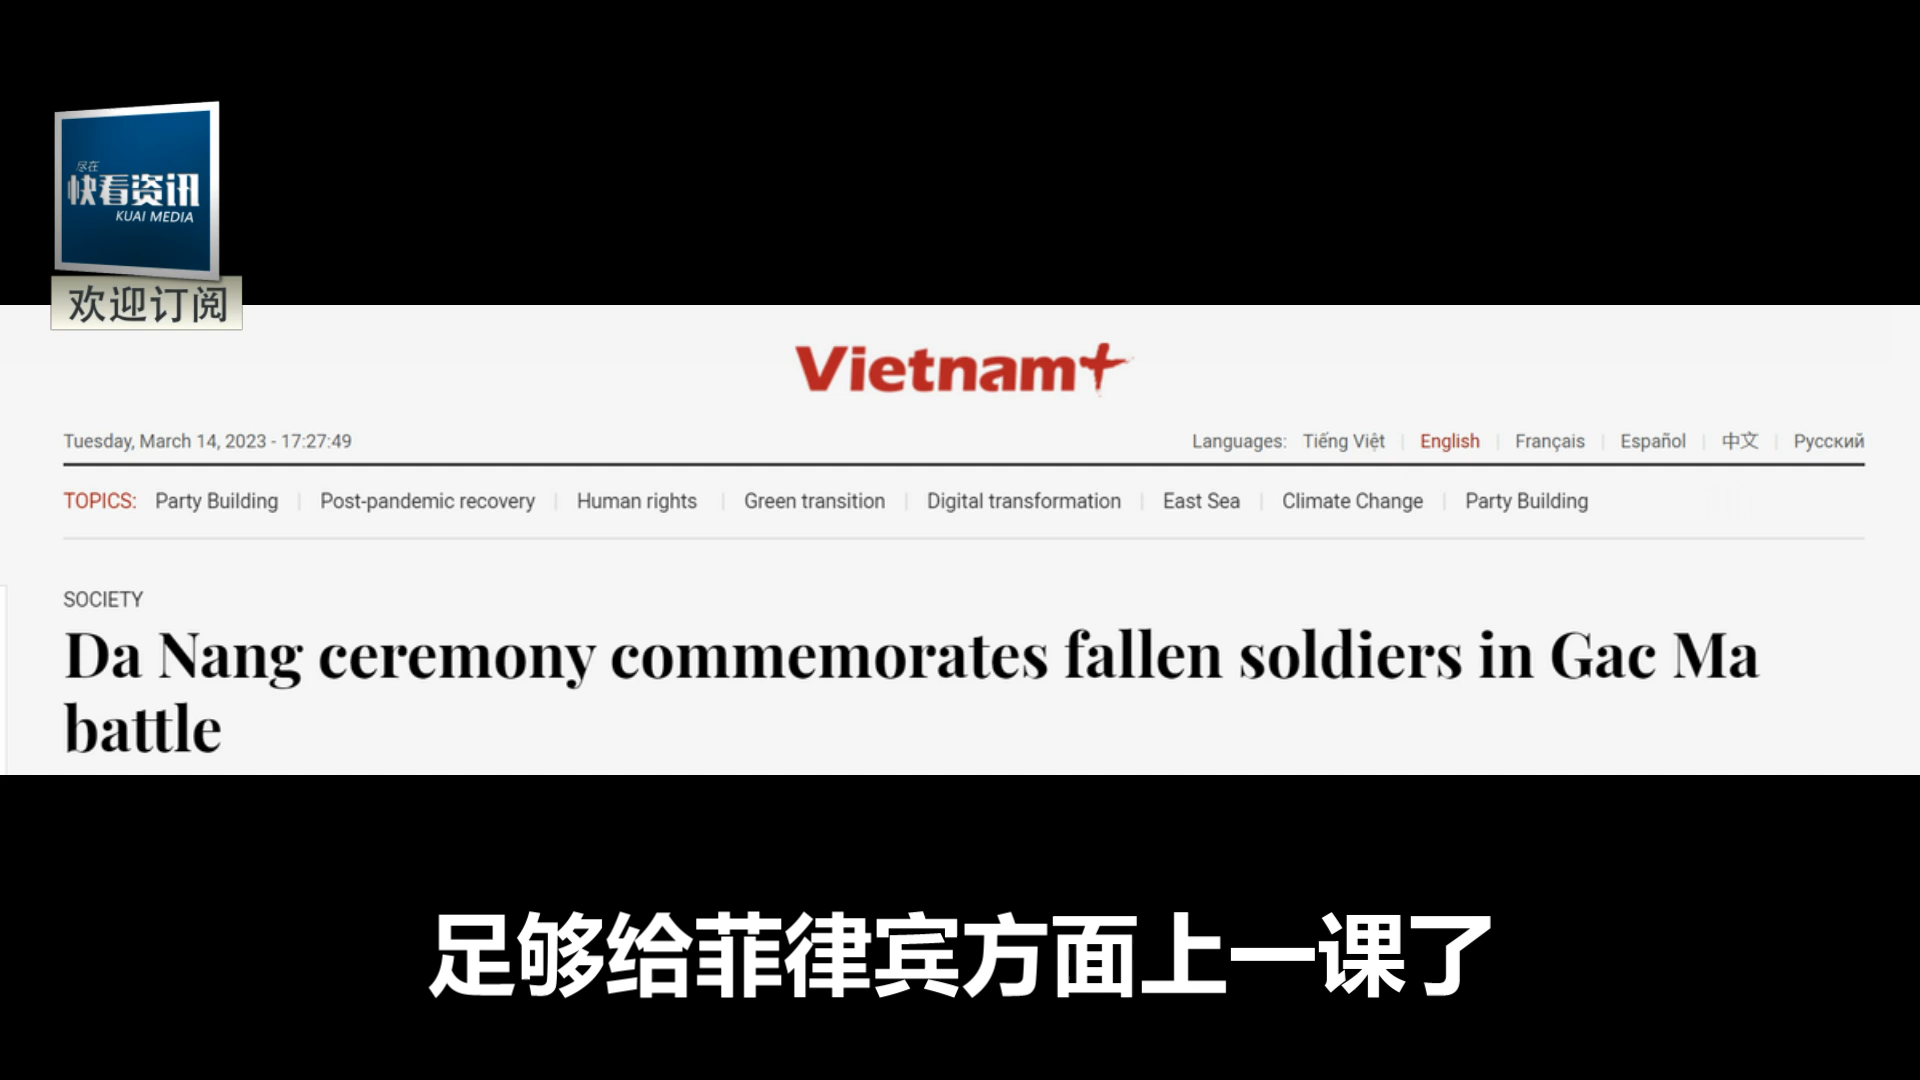 尽在
快看资讯
KUAI MEDIA
欢迎订阅
Vietnam+
Tuesday, March 14, 2023 - 17:27:49
Languages: Tiếng Việt | English | Français | Español | 中文 | Русский
TOPICS: Party Building | Post-pandemic recovery | Human rights | Green transition | Digital transformation | East Sea | Climate Change | Party Building
SOCIETY
Da Nang ceremony commemorates fallen soldiers in Gac Ma
battle
足够给菲律宾方面上一课了